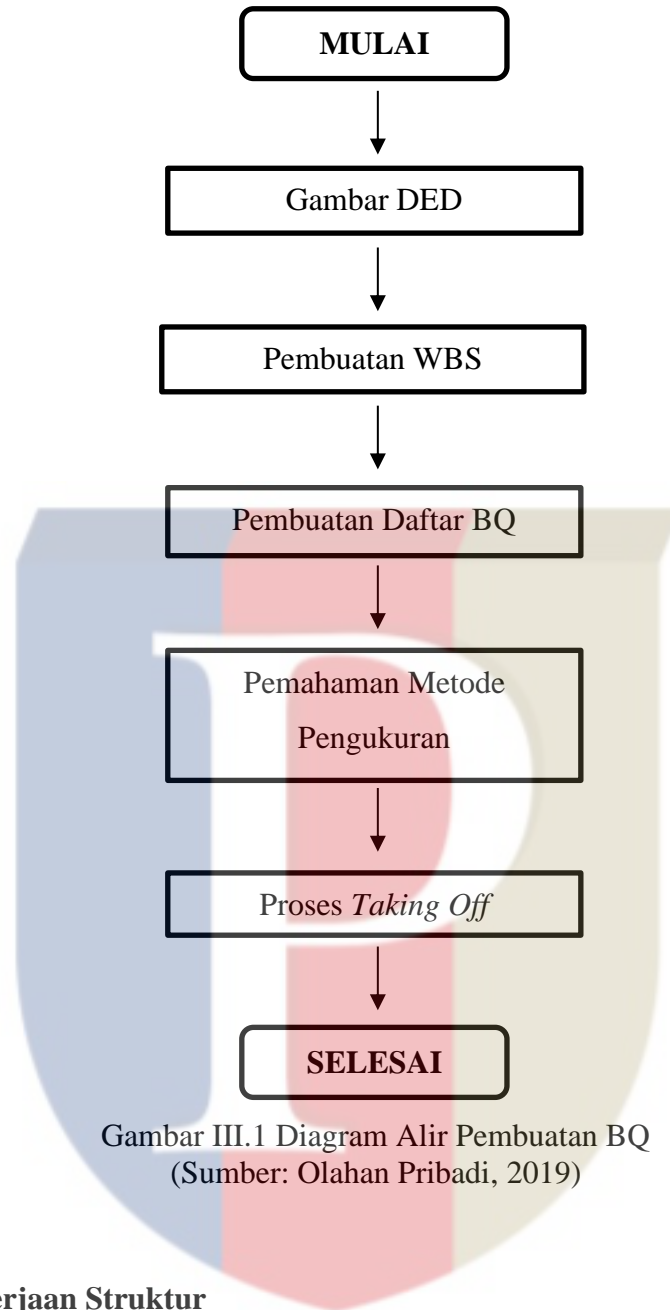 MULAI
Gambar DED
Pembuatan WBS
Pembuatan Daftar BQ
Pemahaman Metode
Pengukuran
Proses Taking Off
SELESAI
Gambar III.1 Diagram Alir Pembuatan BQ
(Sumber: Olahan Pribadi, 2019)
erjaan Struktur